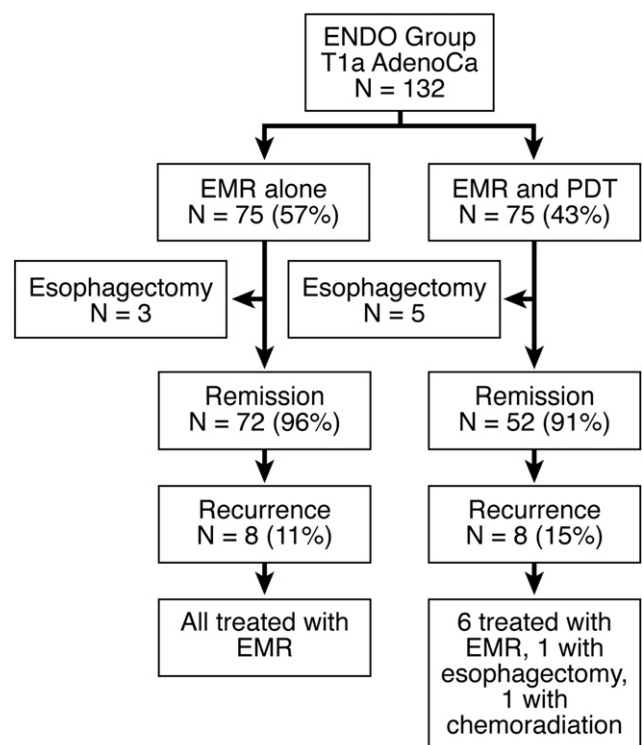 ENDO Group
T1a AdenoCa
N = 132
EMR alone
N = 75 (57%)
EMR and PDT
N = 75 (43%)
Esophagectomy
N = 3
Esophagectomy
N = 5
Remission
N = 72 (96%)
Remission
N = 52 (91%)
Recurrence
N = 8 (11%)
Recurrence
N = 8 (15%)
All treated with
EMR
6 treated with
EMR, 1 with
esophagectomy,
1 with
chemoradiation